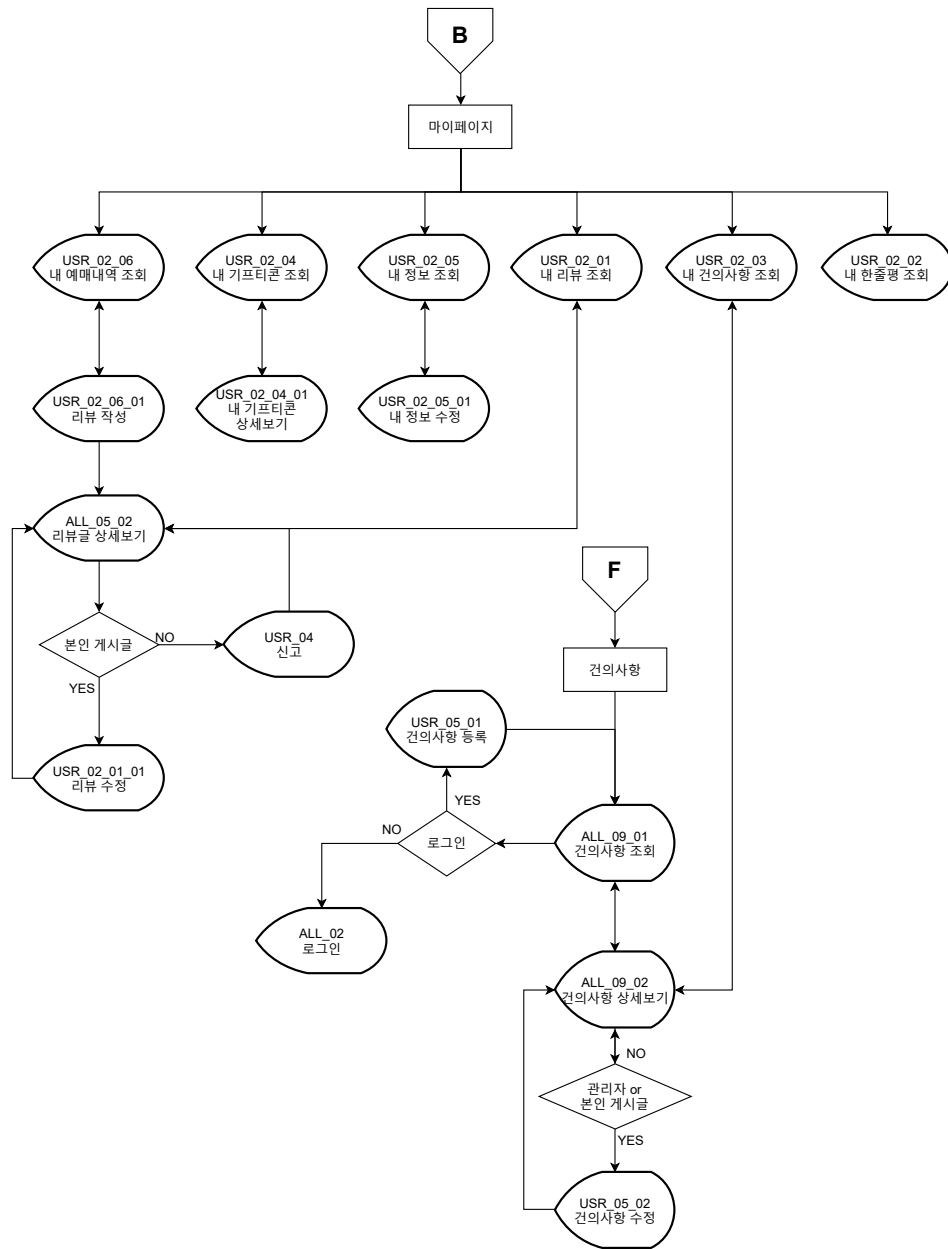 B
마이페이지
USR_02_06
내 예매내역 조회
USR_02_04
내 기프티콘 조회
USR_02_05
내 정보 조회
USR_02_01
내 리뷰 조회
USR_02_03
내 건의사항 조회
USR_02_02
내 한줄평 조회
USR_02_06_01
리뷰 작성
USR_02_04_01
내 기프티콘
상세보기
USR_02_05_01
내 정보 수정
ALL_05_02
리뷰글 상세보기
F
본인 게시글
NO
USR_04
신고
건의사항
YES
USR_05_01
건의사항 등록
USR_02_01_01
리뷰 수정
YES
NO
로그인
ALL_09_01
건의사항 조회
ALL_02
로그인
ALL_09_02
건의사항 상세보기
NO
관리자 or
본인 게시글
YES
USR_05_02
건의사항 수정